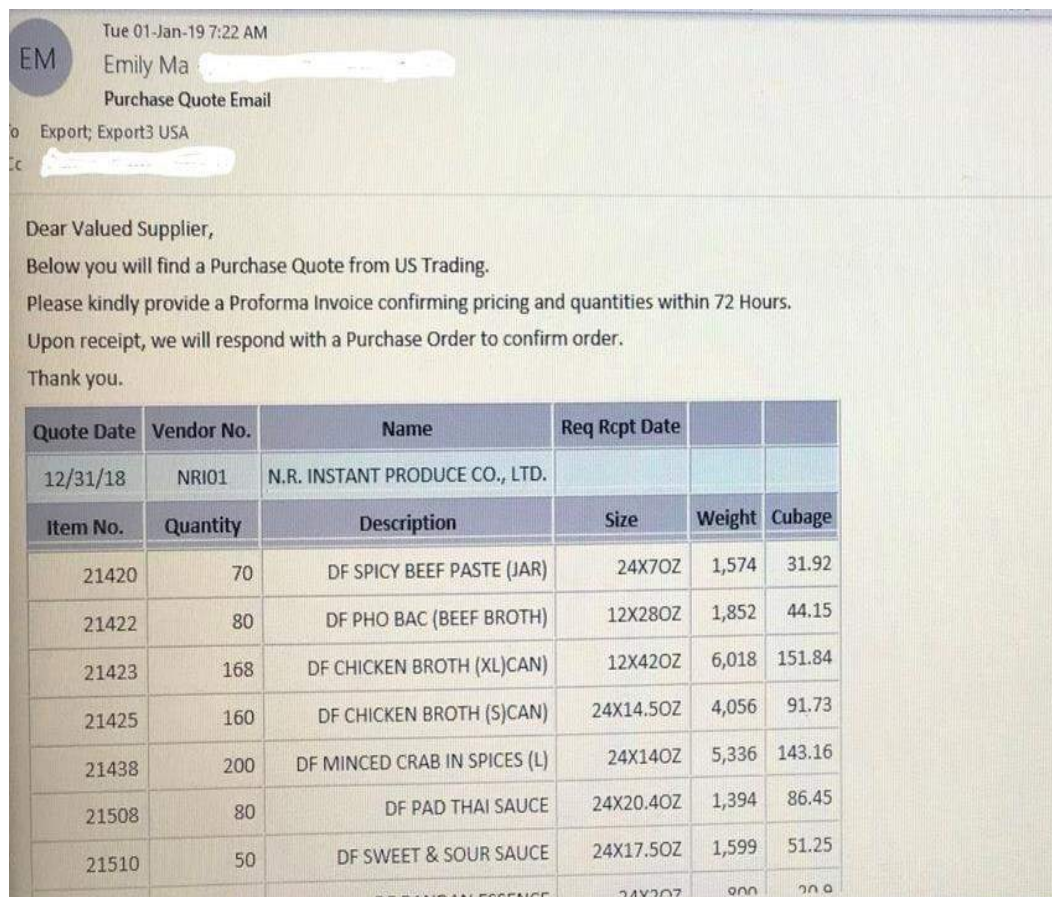 Tue 01-Jan-19 7:22 AM
EM
Emily Ma
Purchase Quote Email
Export; Export3 USA
Dear Valued Supplier,
Below you will find a Purchase Quote from US Trading.
Please kindly provide a Proforma Invoice confirming pricing and quantities within 72 Hours.
Upon receipt, we will respond with a Purchase Order to confirm order.
Thank you.
Quote Date Vendor No. Name Req Rcpt Date
12/31/18 NRI01 N.R. INSTANT PRODUCE CO., LTD.
Item No. Quantity Description Size Weight Cubage
21420 70 DF SPICY BEEF PASTE (JAR) 24X7OZ 1,574 31.92
21422 80 DF PHO BAC (BEEF BROTH) 12X28OZ 1,852 44.15
21423 168 DF CHICKEN BROTH (XL)CAN) 12X42OZ 6,018 151.84
21425 160 DF CHICKEN BROTH (S)CAN) 24X14.5OZ 4,056 91.73
21438 200 DF MINCED CRAB IN SPICES (L) 24X14OZ 5,336 143.16
21508 80 DF PAD THAI SAUCE 24X20.4OZ 1,394 86.45
21510 50 DF SWEET & SOUR SAUCE 24X17.5OZ 1,599 51.25